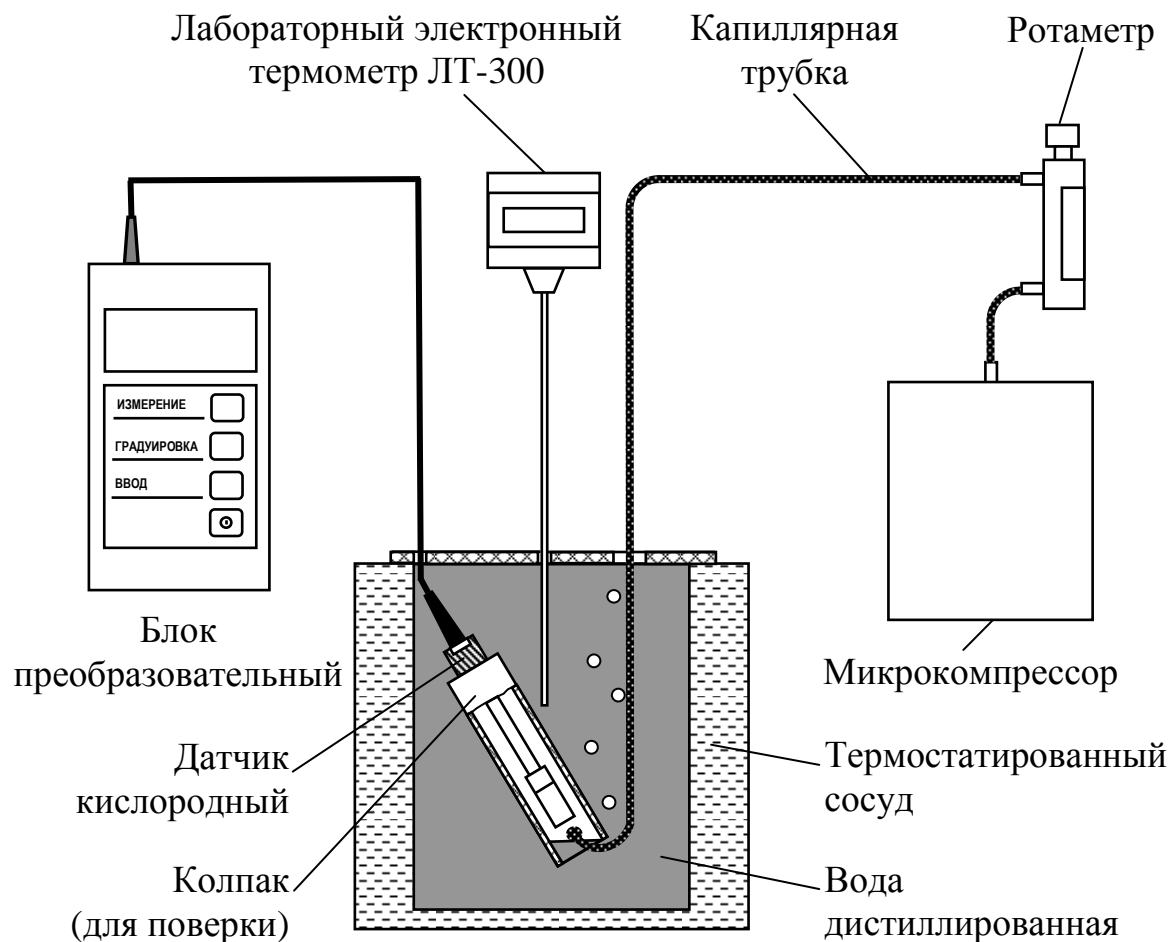 Лабораторный электронный
термометр ЛТ-300
Капиллярная
трубка
Ротаметр
ИЗМЕРЕНИЕ
ГРАДУИРОВКА
ВВОД
Блок
преобразовательный
Микрокомпрессор
Датчик
кислородный
Термостатированный
сосуд
Колпак
(для поверки)
Вода
дистиллированная